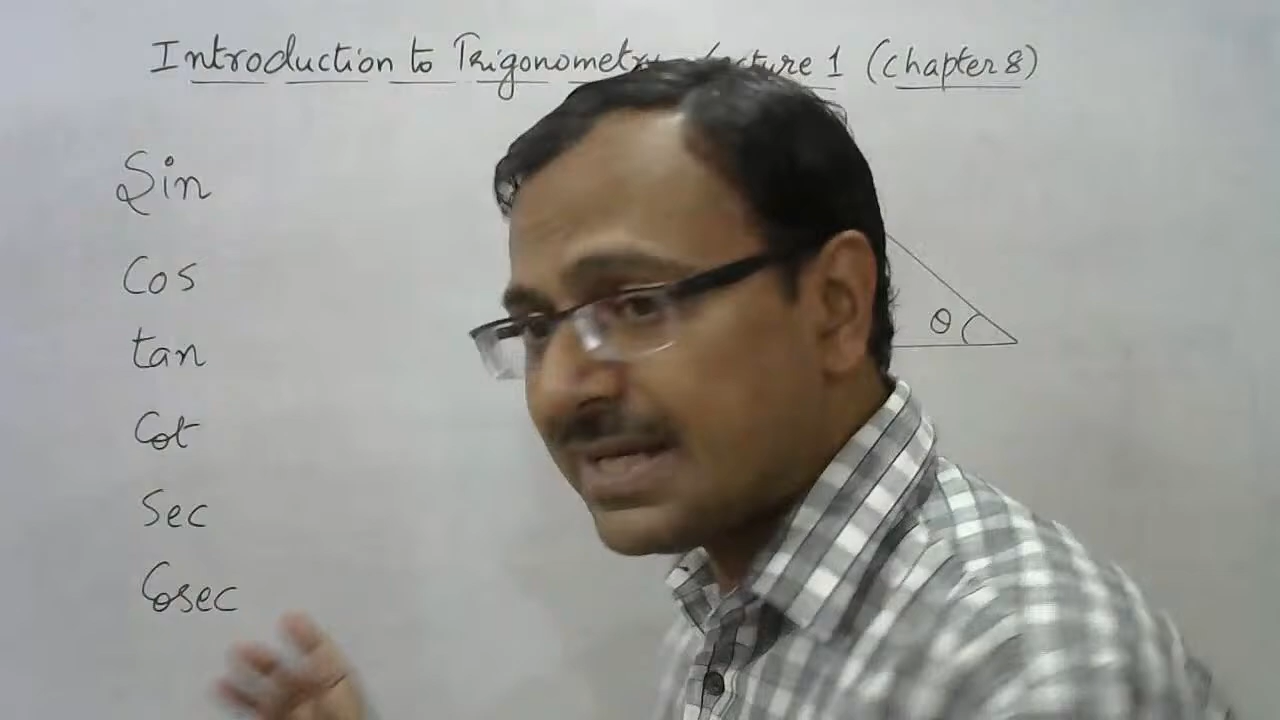 Introduction to Trigonometry Lecture 1 (Chapter 8)
Sin
Cos
tan
θ
Cot
Sec
Cosec